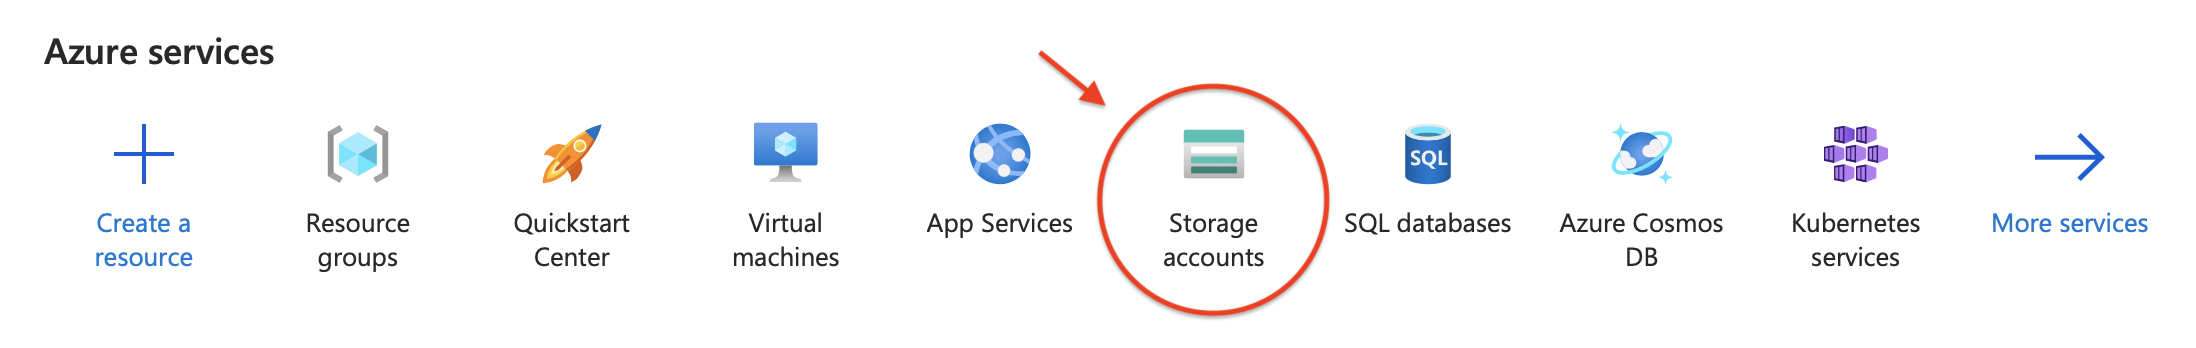 Azure services
Create a
resource
Resource
groups
Quickstart
Center
Virtual
machines
App Services
Storage
accounts
SQL
SQL databases
Azure Cosmos
DB
Kubernetes
services
More services